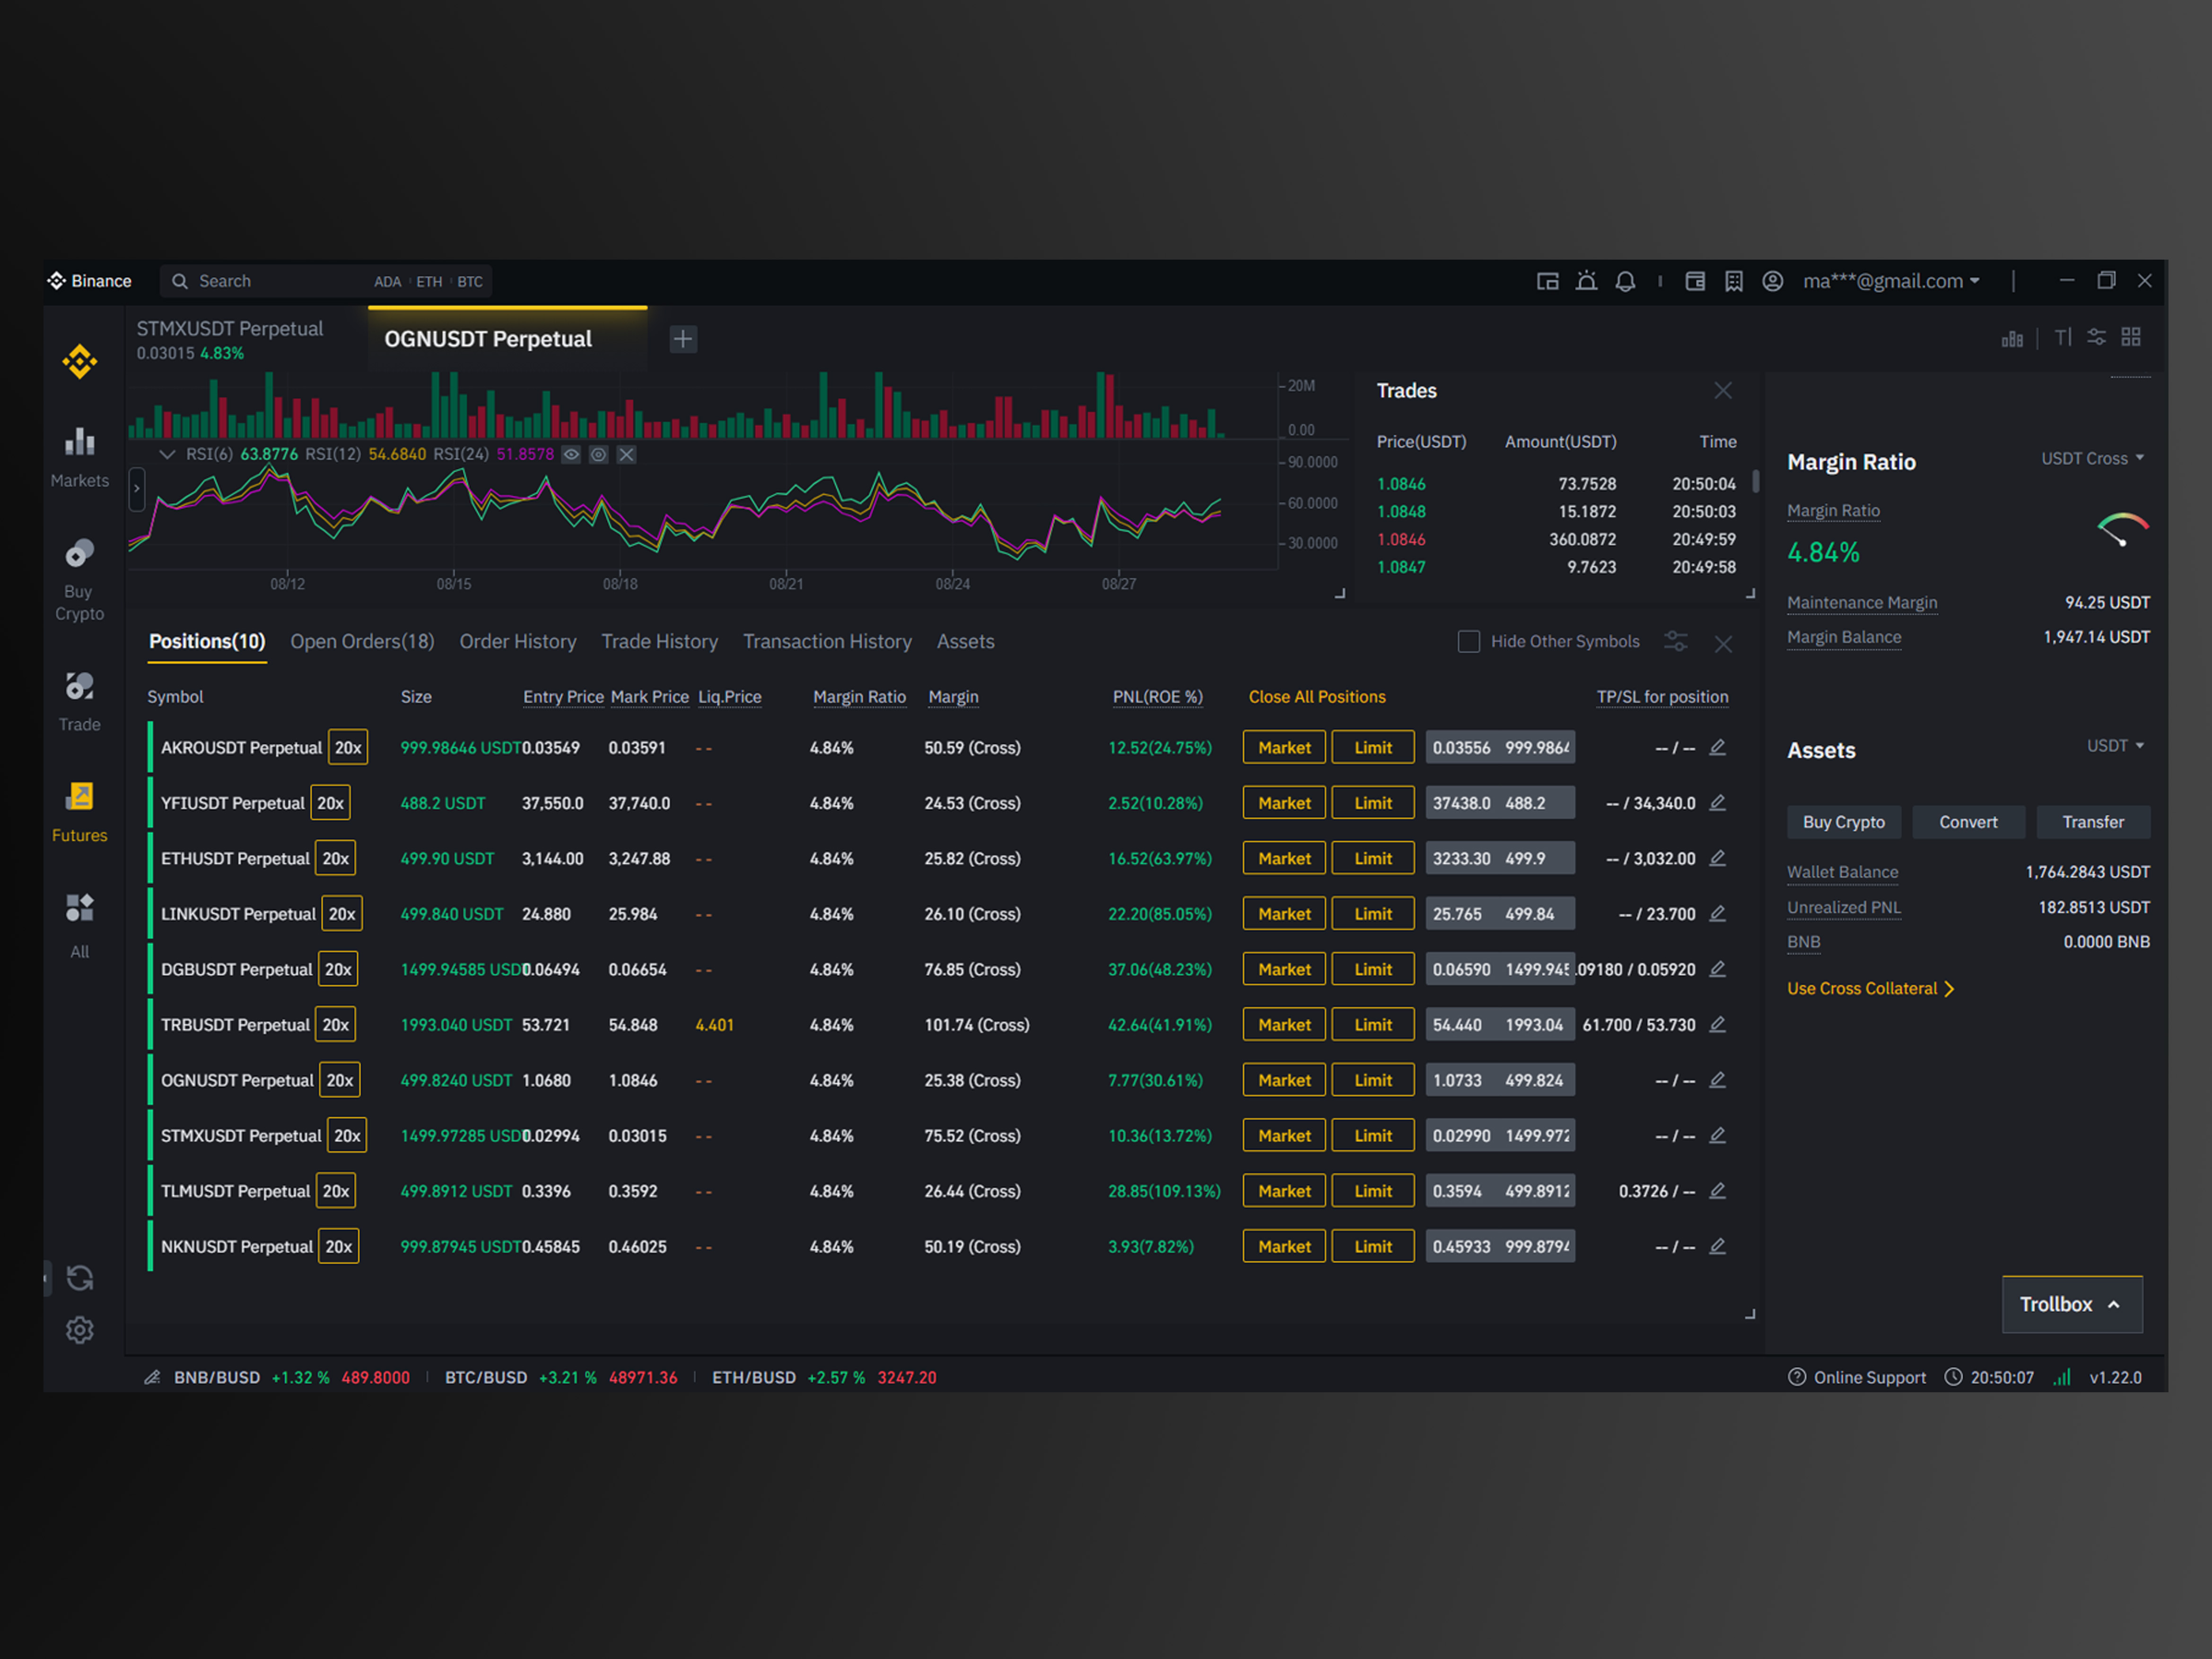 Binance Search ADA ETH BTC ma***@gmail.com
STMXUSDT Perpetual
0.03015 4.83%
OGNUSDT Perpetual
20M
0.00
RSI(6) 63.8776 RSI(12) 54.6840 RSI(24) 51.8578
90.0000
60.0000
30.0000
08/12 08/15 08/18 08/21 08/24 08/27
Trades
Price(USDT) Amount(USDT) Time
1.0846 73.7528 20:50:04
1.0848 15.1872 20:50:03
1.0846 360.0872 20:49:59
1.0847 9.7623 20:49:58
Markets
Buy
Crypto
Trade
Futures
All
Positions(10) Open Orders(18) Order History Trade History Transaction History Assets Hide Other Symbols
Symbol Size Entry Price Mark Price Liq.Price Margin Ratio Margin PNL(ROE %) Close All Positions TP/SL for position
AKROUSDT Perpetual 20x 999.98646 USDT 0.03549 0.03591 -- 4.84% 50.59 (Cross) 12.52(24.75%) Market Limit 0.03556 999.9864 -- / --
YFIUSDT Perpetual 20x 488.2 USDT 37,550.0 37,740.0 -- 4.84% 24.53 (Cross) 2.52(10.28%) Market Limit 37438.0 488.2 -- / 34,340.0
ETHUSDT Perpetual 20x 499.90 USDT 3,144.00 3,247.88 -- 4.84% 25.82 (Cross) 16.52(63.97%) Market Limit 3233.30 499.9 -- / 3,032.00
LINKUSDT Perpetual 20x 499.840 USDT 24.880 25.984 -- 4.84% 26.10 (Cross) 22.20(85.05%) Market Limit 25.765 499.84 -- / 23.700
DGBUSDT Perpetual 20x 1499.94585 USDT 0.06494 0.06654 -- 4.84% 76.85 (Cross) 37.06(48.23%) Market Limit 0.06590 1499.945 .09180 / 0.05920
TRBUSDT Perpetual 20x 1993.040 USDT 53.721 54.848 4.401 4.84% 101.74 (Cross) 42.64(41.91%) Market Limit 54.440 1993.04 61.700 / 53.730
OGNUSDT Perpetual 20x 499.8240 USDT 1.0680 1.0846 -- 4.84% 25.38 (Cross) 7.77(30.61%) Market Limit 1.0733 499.824 -- / --
STMXUSDT Perpetual 20x 1499.97285 USDT 0.02994 0.03015 -- 4.84% 75.52 (Cross) 10.36(13.72%) Market Limit 0.02990 1499.972 -- / --
TLMUSDT Perpetual 20x 499.8912 USDT 0.3396 0.3592 -- 4.84% 26.44 (Cross) 28.85(109.13%) Market Limit 0.3594 499.8912 0.3726 / --
NKNUSDT Perpetual 20x 999.87945 USDT 0.45845 0.46025 -- 4.84% 50.19 (Cross) 3.93(7.82%) Market Limit 0.45933 999.8794 -- / --
Margin Ratio USDT Cross
Margin Ratio
4.84%
Maintenance Margin 94.25 USDT
Margin Balance 1,947.14 USDT
Assets USDT
Buy Crypto Convert Transfer
Wallet Balance 1,764.2843 USDT
Unrealized PNL 182.8513 USDT
BNB 0.0000 BNB
Use Cross Collateral
Trollbox
BNB/BUSD +1.32 % 489.8000 BTC/BUSD +3.21 % 48971.36 ETH/BUSD +2.57 % 3247.20 Online Support 20:50:07 v1.22.0